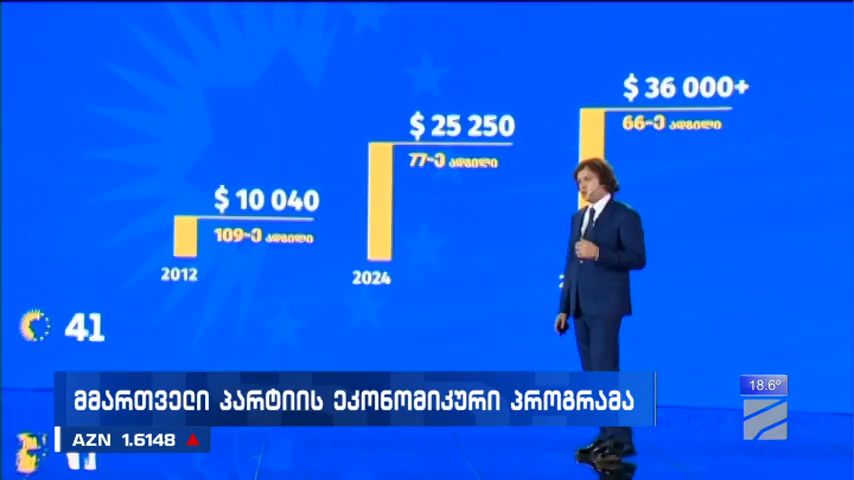 $ 36 000+
66-ე ადგილი
$ 25 250
77-ე ადგილი
$ 10 040
109-ე ადგილი
2012
2024
41
მმართველი პარტიის ეკონომიკური პროგრამა
18.6°
AZN 1.6148